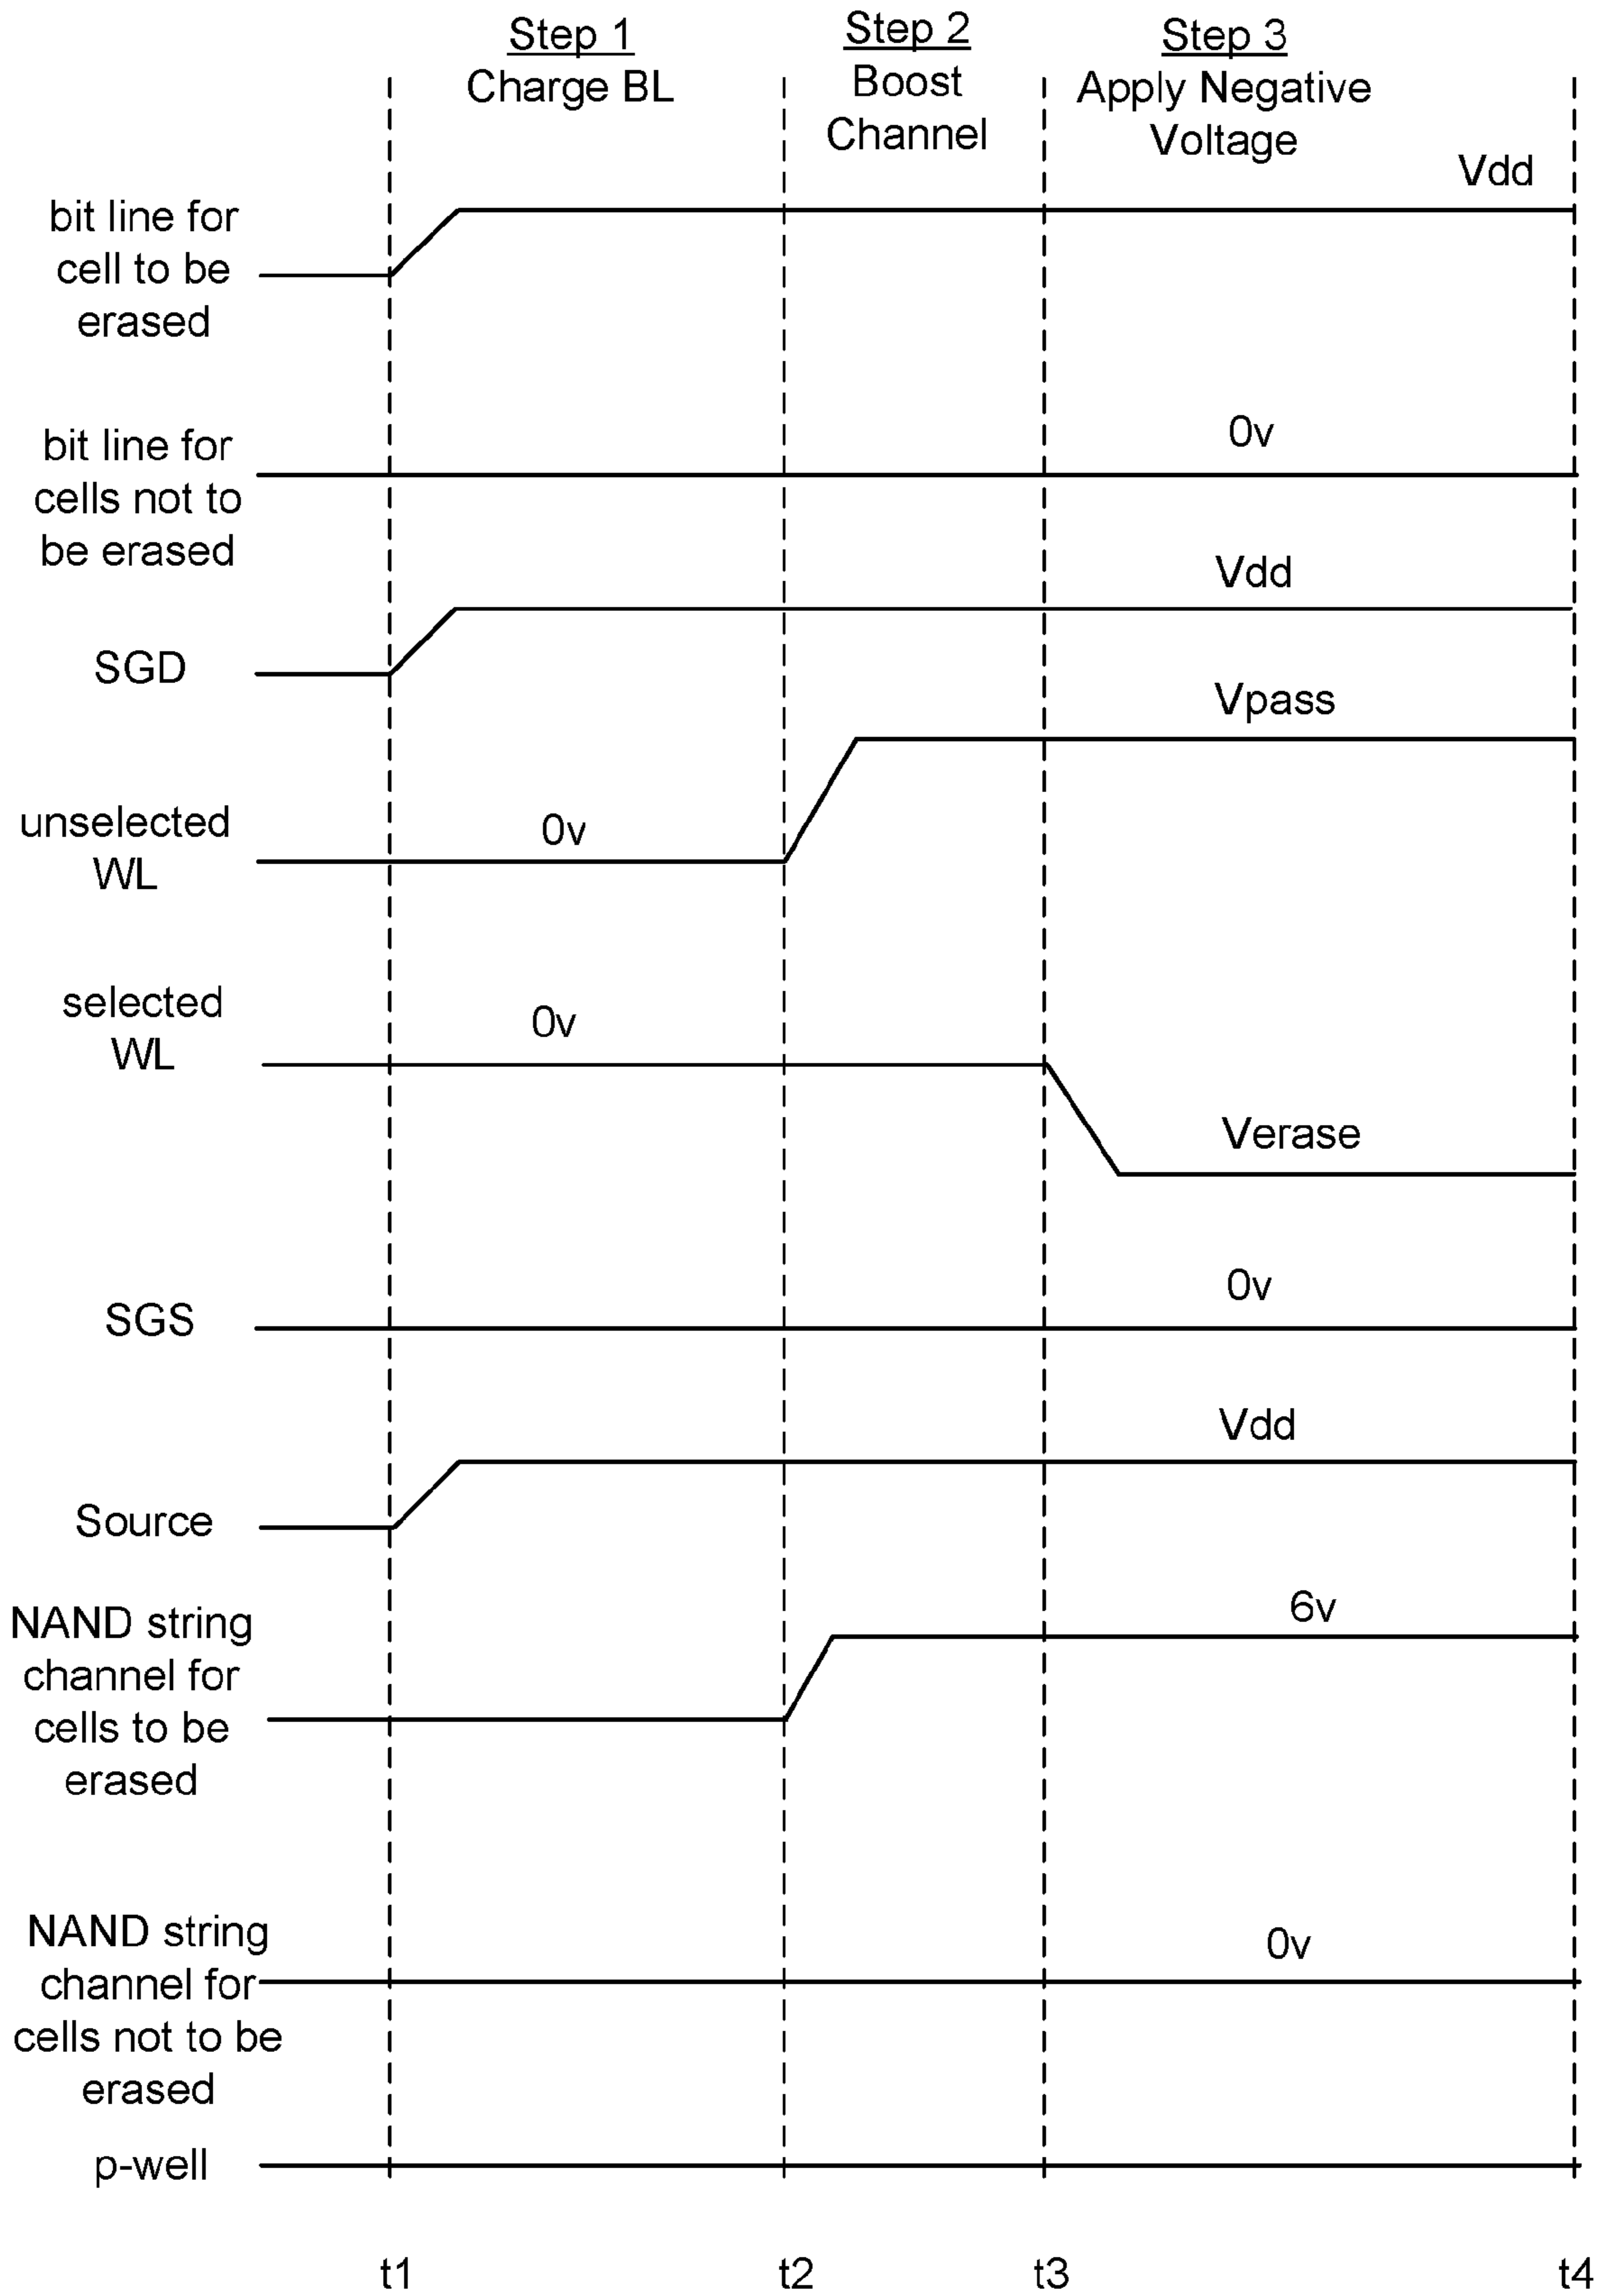 Step 1
Charge BL
Step 2
Boost
Channel
Step 3
Apply Negative
Voltage
Vdd
bit line for
cell to be
erased
0v
bit line for
cells not to
be erased
Vdd
SGD
Vpass
unselected
WL
0v
selected
WL
0v
Verase
0v
SGS
Vdd
Source
6v
NAND string
channel for
cells to be
erased
0v
NAND string
channel for
cells not to be
erased
p-well
t1
t2
t3
t4